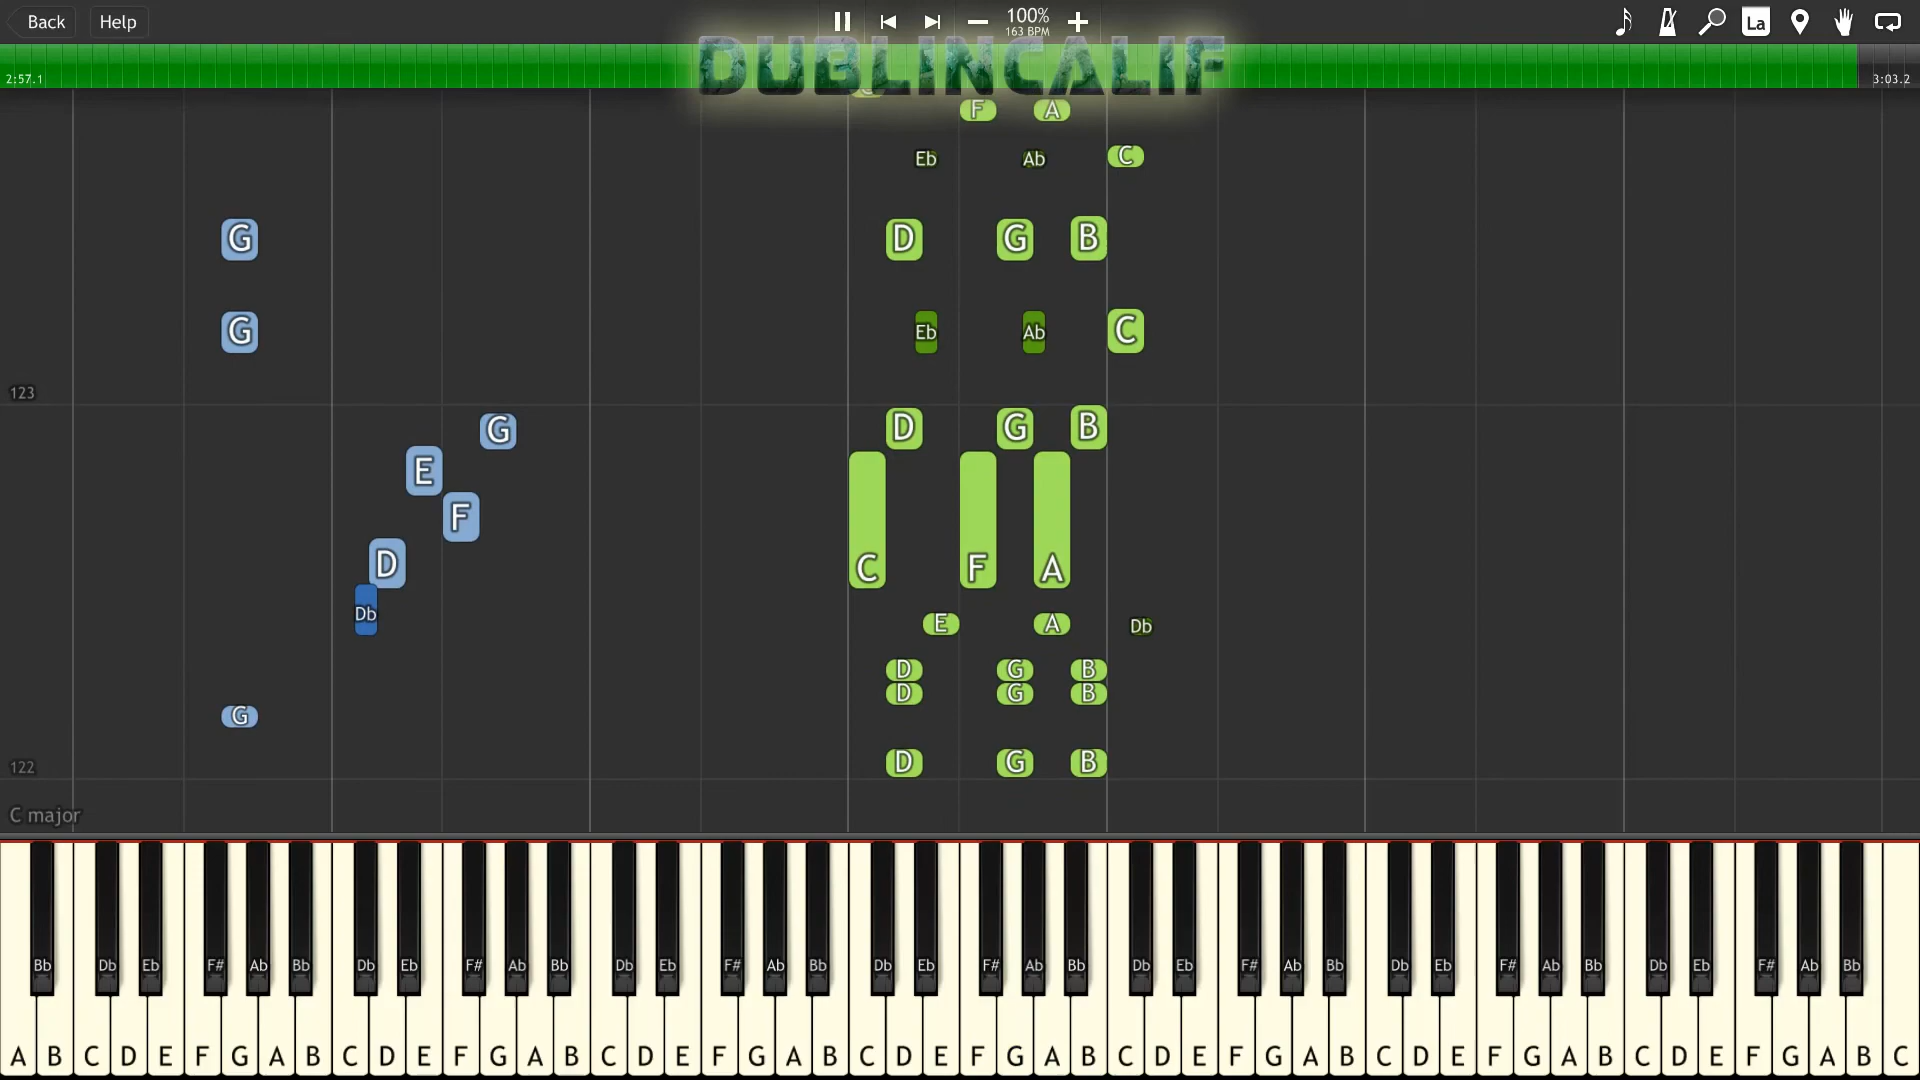 Back Help 100%
163 BPM
La
DUBLINCALIF
2:57.1 3:03.2
F A
Eb Ab C
G D G B
G Eb Ab C
123
G D G B
E
F
D C F A
Db E A Db
D G B
D G B
G
122 D G B
C major
Bb Db Eb F# Ab Bb Db Eb F# Ab Bb Db Eb F# Ab Bb Db Eb F# Ab Bb Db Eb F# Ab Bb Db Eb F# Ab Bb Db Eb F# Ab Bb
A B C D E F G A B C D E F G A B C D E F G A B C D E F G A B C D E F G A B C D E F G A B C D E F G A B C